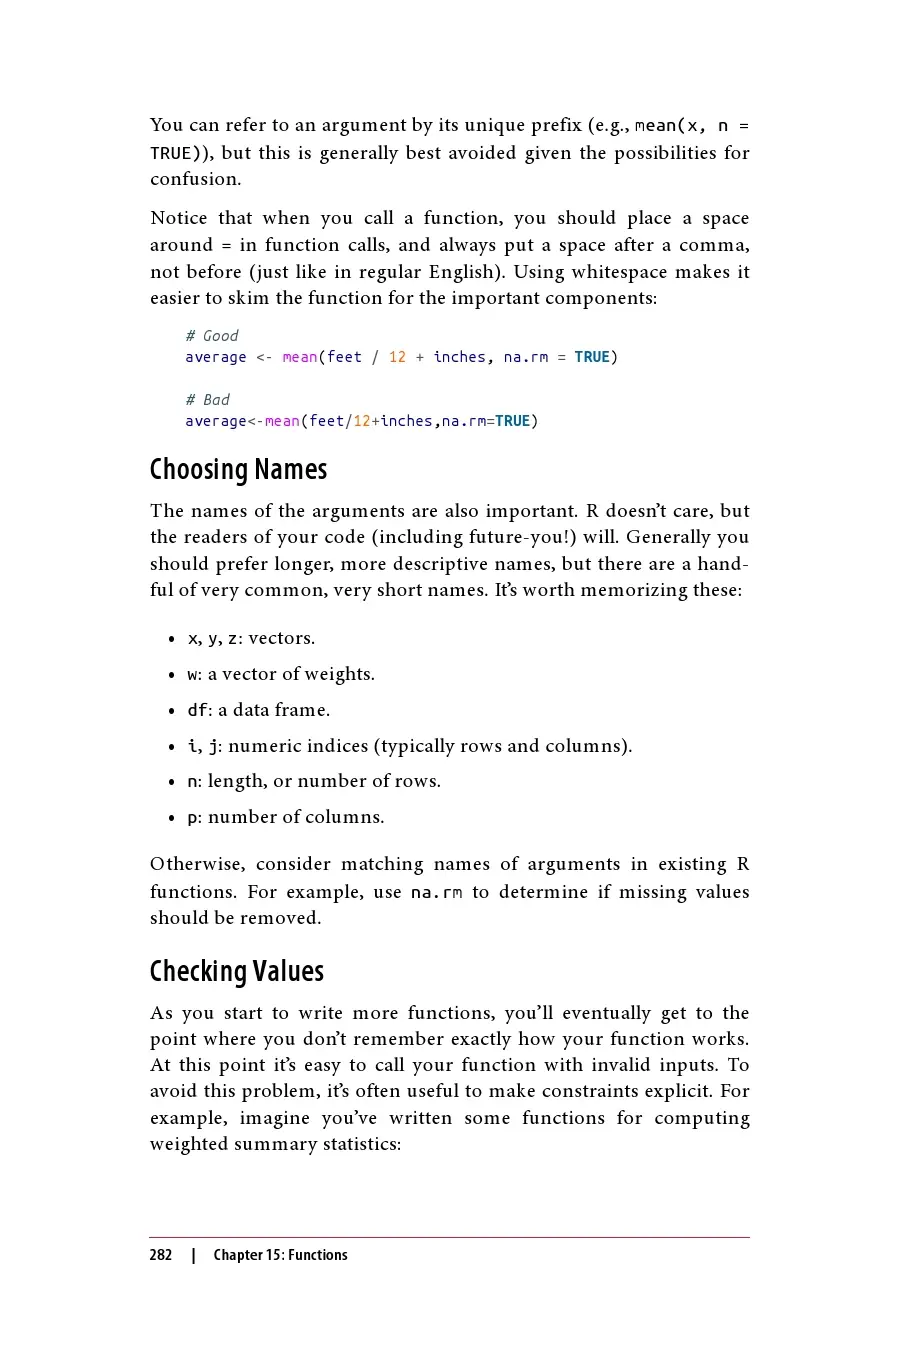 You can refer to an argument by its unique prefix (e.g., mean(x, n =
TRUE)), but this is generally best avoided given the possibilities for
confusion.
Notice that when you call a function, you should place a space
around = in function calls, and always put a space after a comma,
not before (just like in regular English). Using whitespace makes it
easier to skim the function for the important components:
# Good
average <- mean(feet / 12 + inches, na.rm = TRUE)
# Bad
average<-mean(feet/12+inches,na.rm=TRUE)
Choosing Names
The names of the arguments are also important. R doesn’t care, but
the readers of your code (including future-you!) will. Generally you
should prefer longer, more descriptive names, but there are a hand-
ful of very common, very short names. It’s worth memorizing these:
• x, y, z: vectors.
• w: a vector of weights.
• df: a data frame.
• i, j: numeric indices (typically rows and columns).
• n: length, or number of rows.
• p: number of columns.
Otherwise, consider matching names of arguments in existing R
functions. For example, use na.rm to determine if missing values
should be removed.
Checking Values
As you start to write more functions, you’ll eventually get to the
point where you don’t remember exactly how your function works.
At this point it’s easy to call your function with invalid inputs. To
avoid this problem, it’s often useful to make constraints explicit. For
example, imagine you’ve written some functions for computing
weighted summary statistics:
282 | Chapter 15: Functions